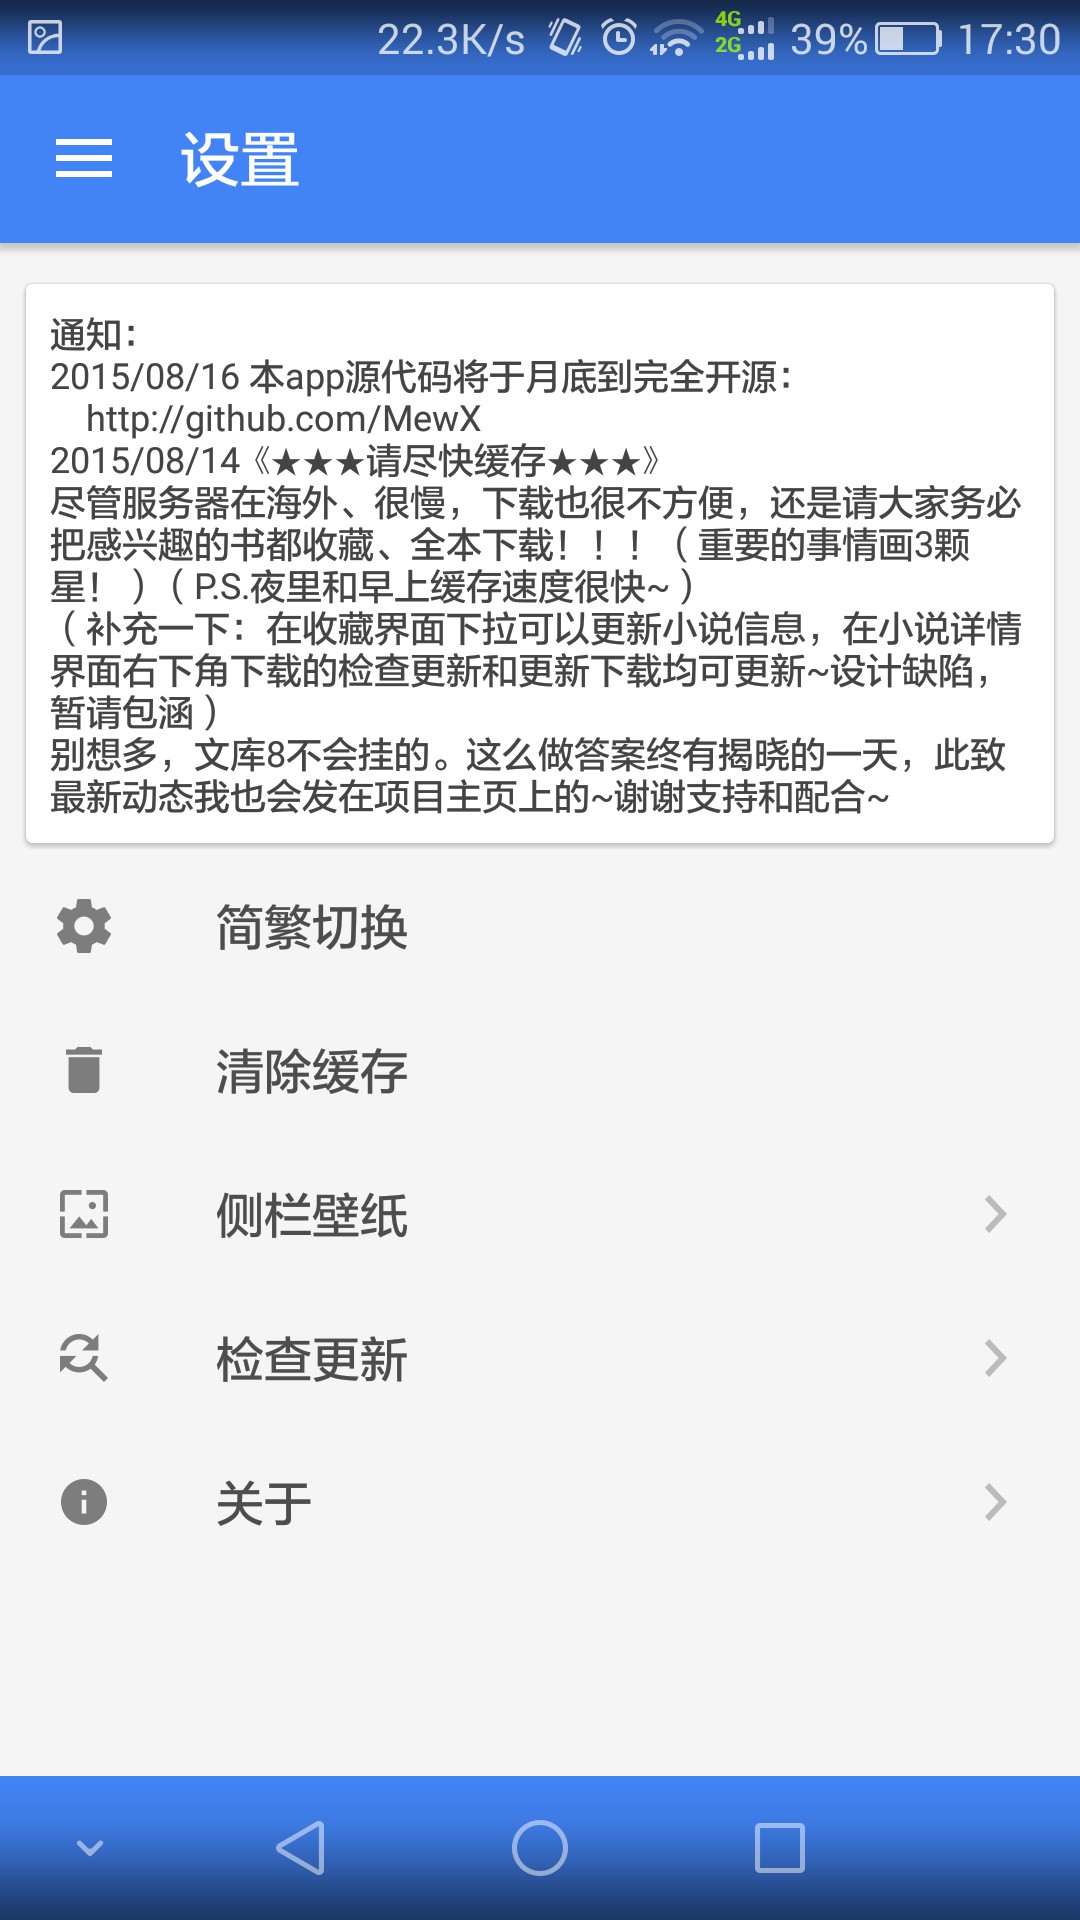 22.3K/s 4G 2G 39% 17:30
设置
通知：
2015/08/16 本app源代码将于月底到完全开源：
http://github.com/MewX
2015/08/14《★★★请尽快缓存★★★》
尽管服务器在海外、很慢，下载也很不方便，还是请大家务必
把感兴趣的书都收藏、全本下载！！！（重要的事情画3颗
星！）（P.S.夜里和早上缓存速度很快~）
（补充一下：在收藏界面下拉可以更新小说信息，在小说详情
界面右下角下载的检查更新和更新下载均可更新~设计缺陷，
暂请包涵）
别想多，文库8不会挂的。这么做答案终有揭晓的一天，此致
最新动态我也会发在项目主页上的~谢谢支持和配合~
简繁切换
清除缓存
侧栏壁纸
检查更新
关于